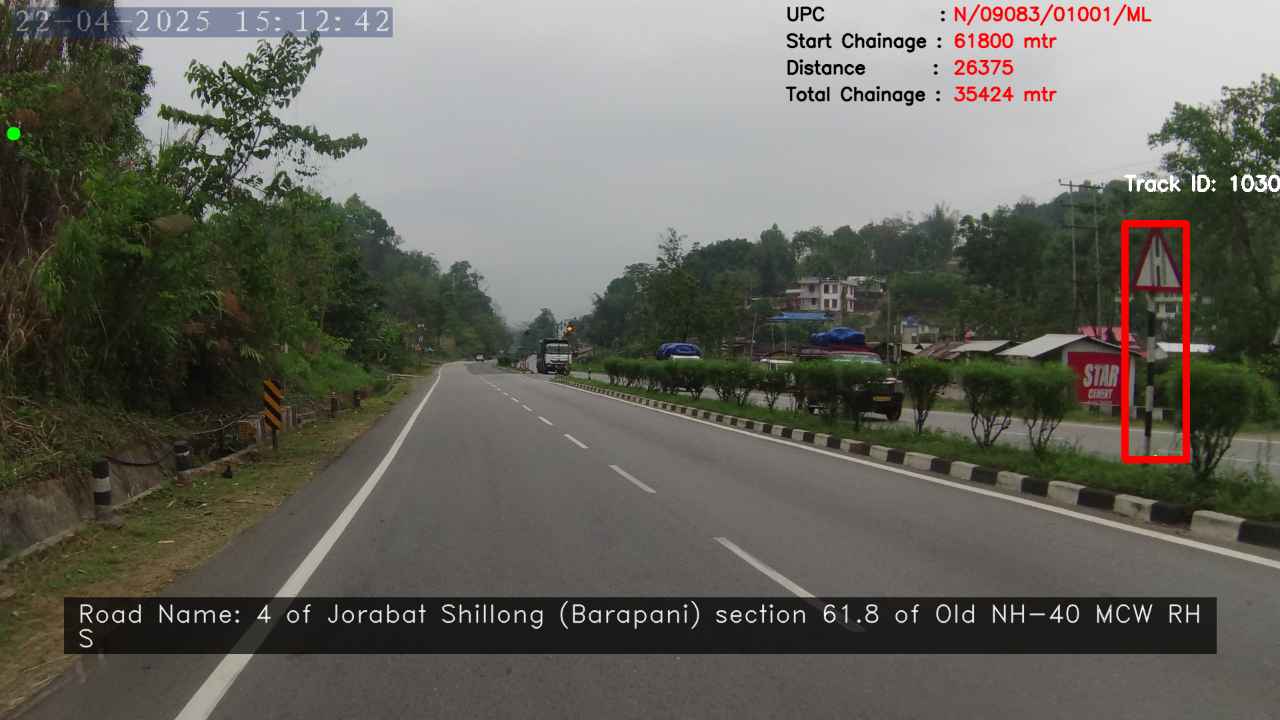 22-04-2025 15:12:42
UPC : N/09083/01001/ML
Start Chainage : 61800 mtr
Distance : 26375
Total Chainage : 35424 mtr
Track ID: 1030
STAR
CEMENT
Road Name: 4 of Jorabat Shillong (Barapani) section 61.8 of Old NH-40 MCW RH
S